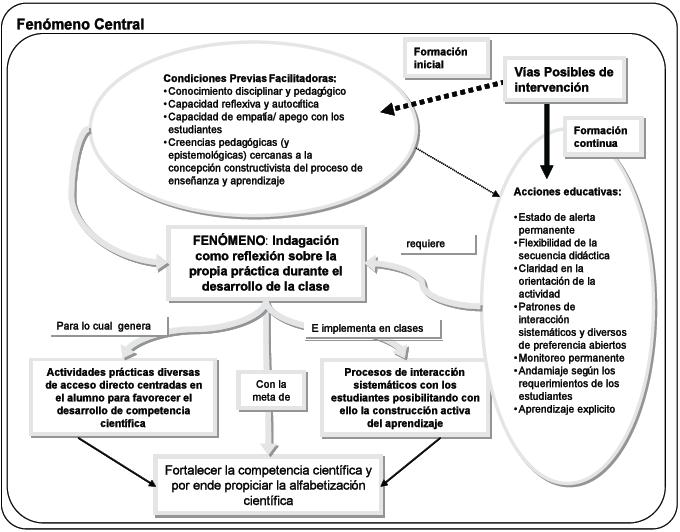 Fenómeno Central
Formación
inicial
Condiciones Previas Facilitadoras:
•Conocimiento disciplinar y pedagógico
•Capacidad reflexiva y autocítica
•Capacidad de empatía/ apego con los
estudiantes
•Creencias pedagógicas (y
epistemológicas) cercanas a la
concepción constructivista del proceso de
enseñanza y aprendizaje
Vías Posibles de
intervención
Formación
continua
Acciones educativas:
•Estado de alerta
permanente
•Flexibilidad de la
secuencia didáctica
•Claridad en la
orientación de la
actividad
•Patrones de
interacción
sistemáticos y diversos
de preferencia abiertos
•Monitoreo permanente
•Andamiaje según los
requerimientos de los
estudiantes
•Aprendizaje explicito
FENÓMENO: Indagación
como reflexión sobre la
propia práctica durante el
desarrollo de la clase
requiere
Para lo cual genera
E implementa en clases
Actividades prácticas diversas
de acceso directo centradas en
el alumno para favorecer el
desarrollo de competencia
científica
Con la
meta de
Procesos de interacción
sistemáticos con los
estudiantes posibilitando con
ello la construcción activa
del aprendizaje
Fortalecer la competencia científica y
por ende propiciar la alfabetización
científica